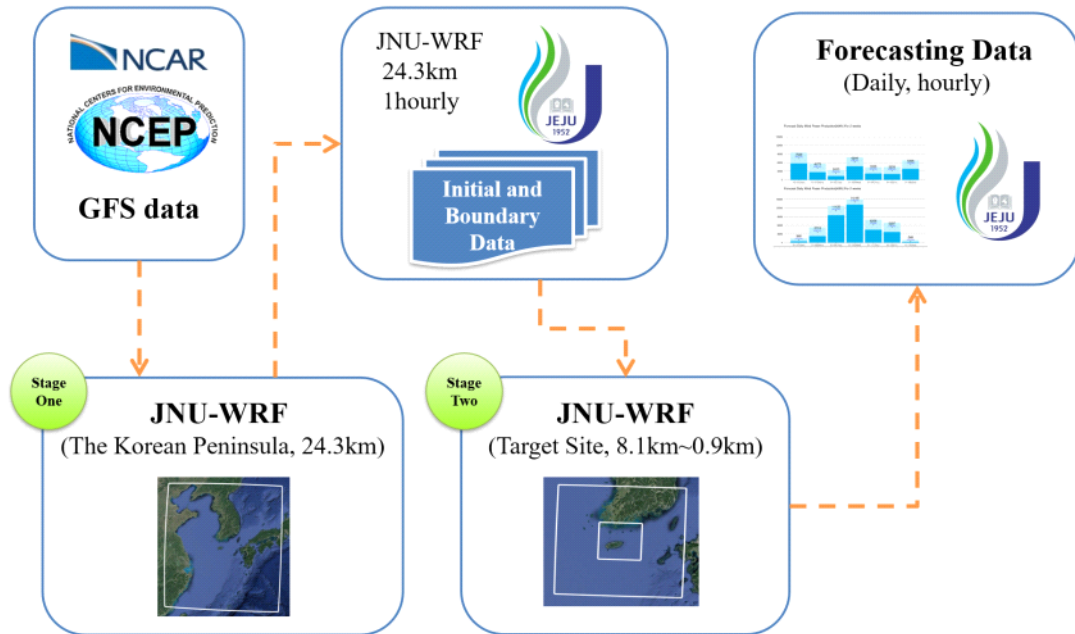 NCAR
NATIONAL CENTERS FOR ENVIRONMENTAL PREDICTION
NCEP
GFS data
JNU-WRF
24.3km
1hourly
JEJU
1952
Initial and
Boundary
Data
Forecasting Data
(Daily, hourly)
JEJU
1952
Stage
One
JNU-WRF
(The Korean Peninsula, 24.3km)
Stage
Two
JNU-WRF
(Target Site, 8.1km~0.9km)